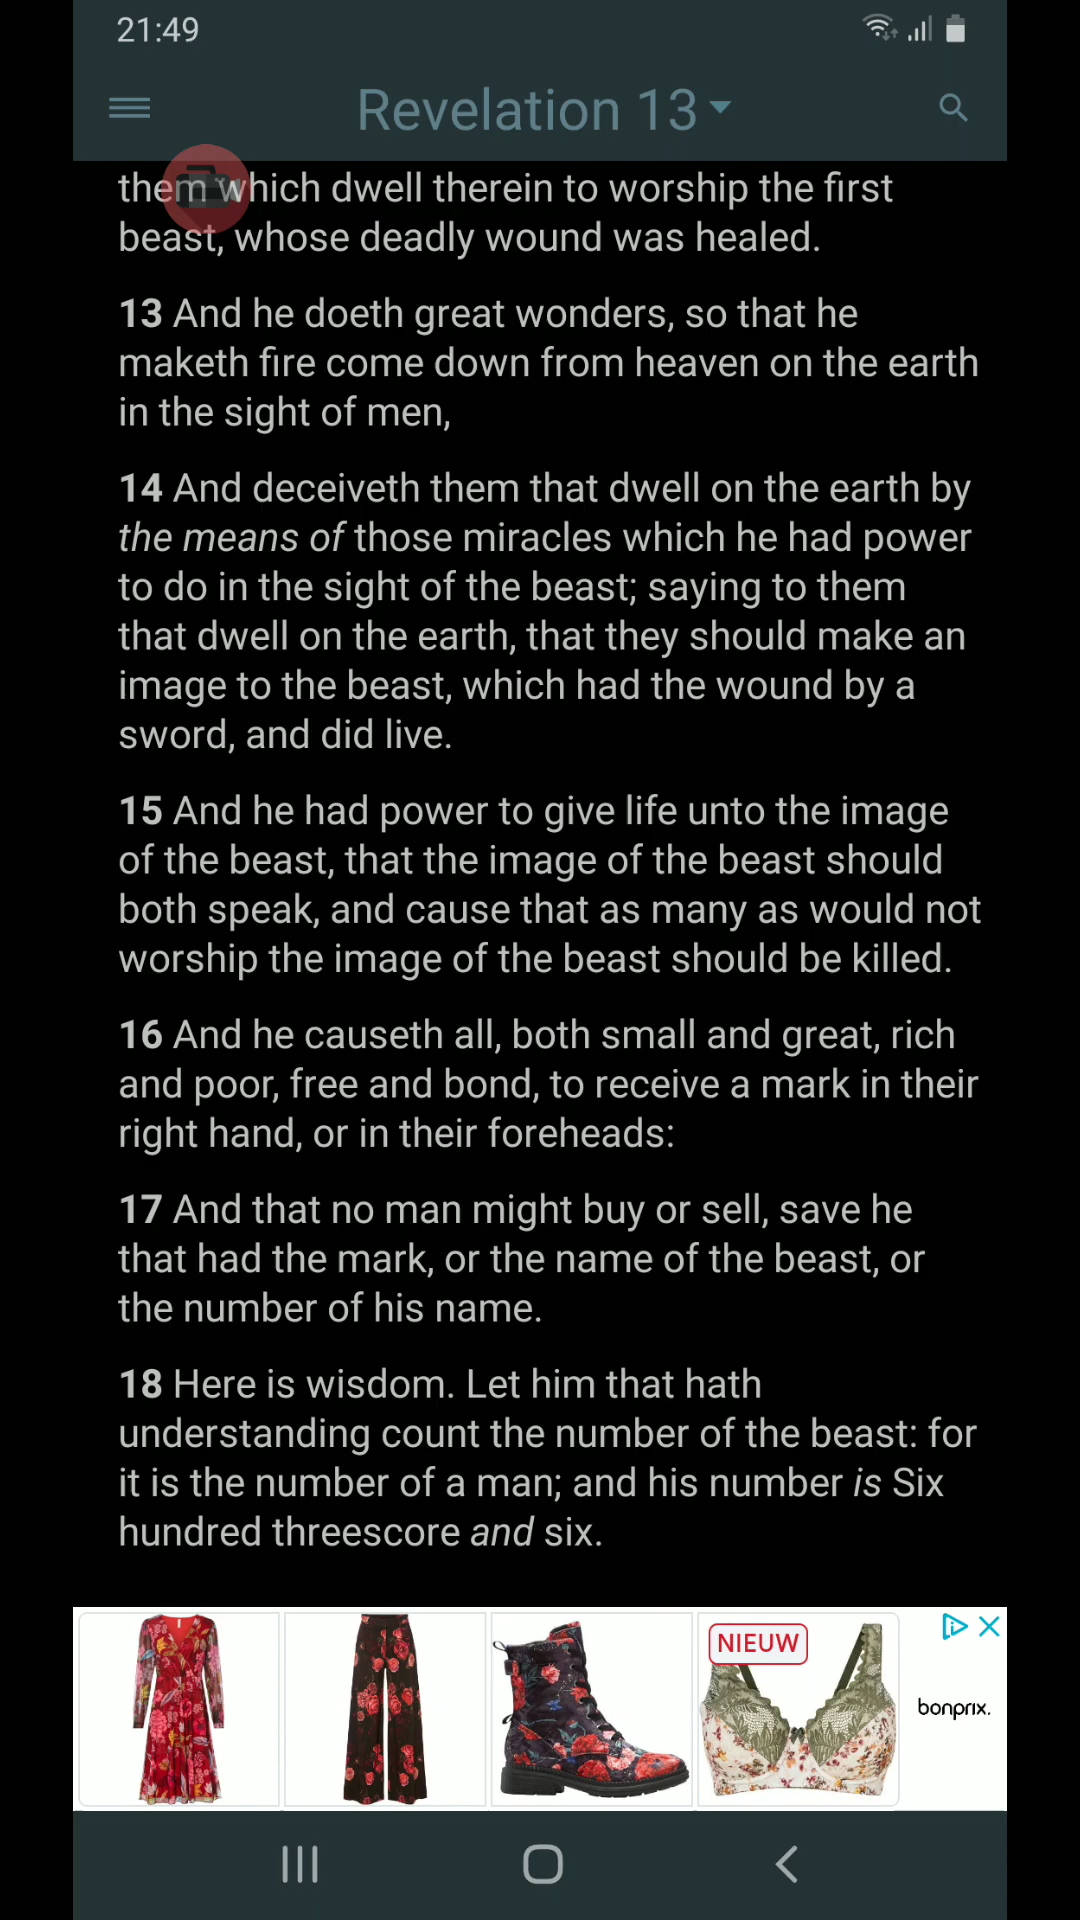 21:49
Revelation 13
them which dwell therein to worship the first
beast, whose deadly wound was healed.
13 And he doeth great wonders, so that he
maketh fire come down from heaven on the earth
in the sight of men,
14 And deceiveth them that dwell on the earth by
the means of those miracles which he had power
to do in the sight of the beast; saying to them
that dwell on the earth, that they should make an
image to the beast, which had the wound by a
sword, and did live.
15 And he had power to give life unto the image
of the beast, that the image of the beast should
both speak, and cause that as many as would not
worship the image of the beast should be killed.
16 And he causeth all, both small and great, rich
and poor, free and bond, to receive a mark in their
right hand, or in their foreheads:
17 And that no man might buy or sell, save he
that had the mark, or the name of the beast, or
the number of his name.
18 Here is wisdom. Let him that hath
understanding count the number of the beast: for
it is the number of a man; and his number is Six
hundred threescore and six.
NIEUW
bonprix.